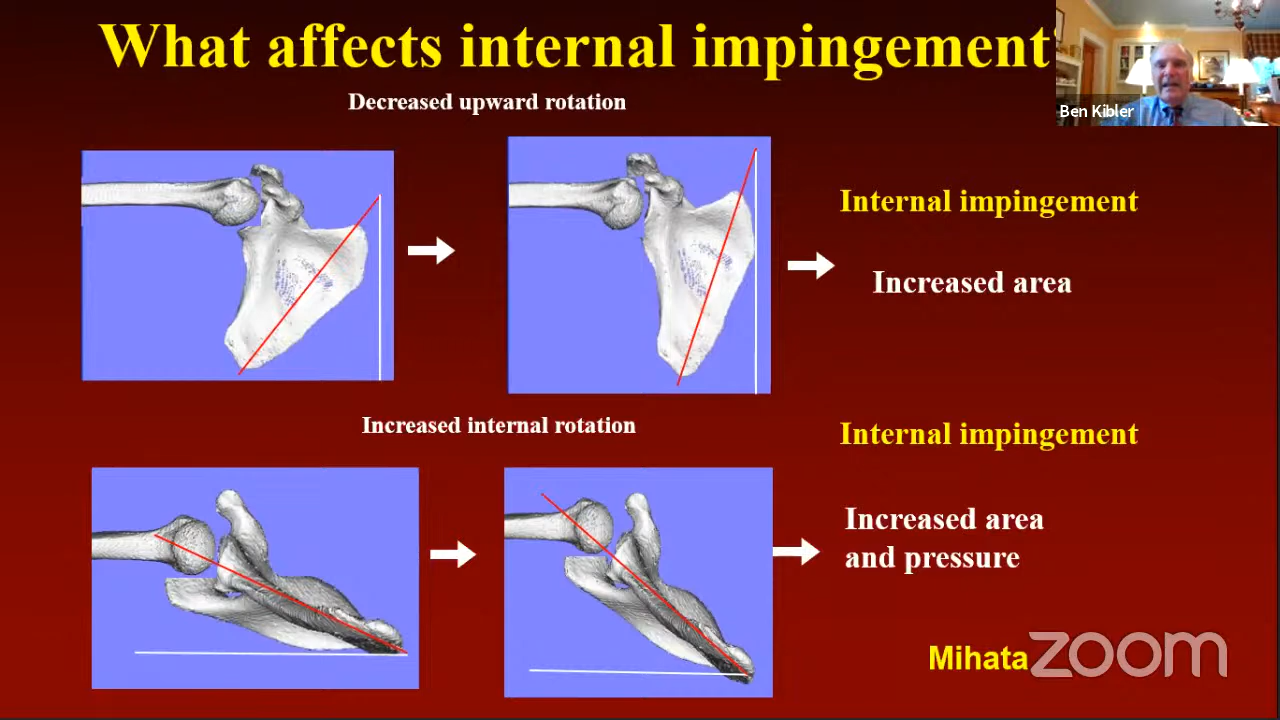 What affects internal impingement
Decreased upward rotation
Ben Kibler
Internal impingement
Increased area
Increased internal rotation
Internal impingement
Increased area
and pressure
Mihata
zoom